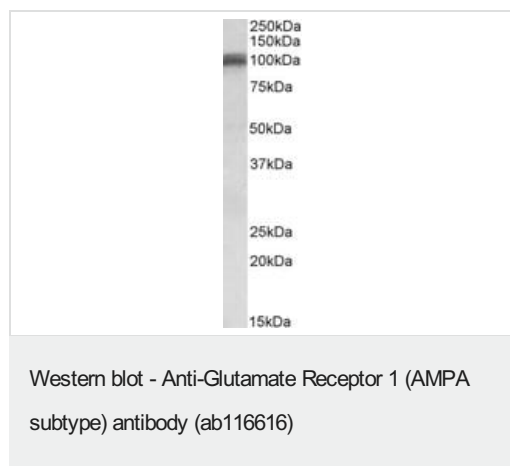 250kDa
150kDa
100kDa
75kDa
50kDa
37kDa
25kDa
20kDa
15kDa
Western blot - Anti-Glutamate Receptor 1 (AMPA
subtype) antibody (ab116616)